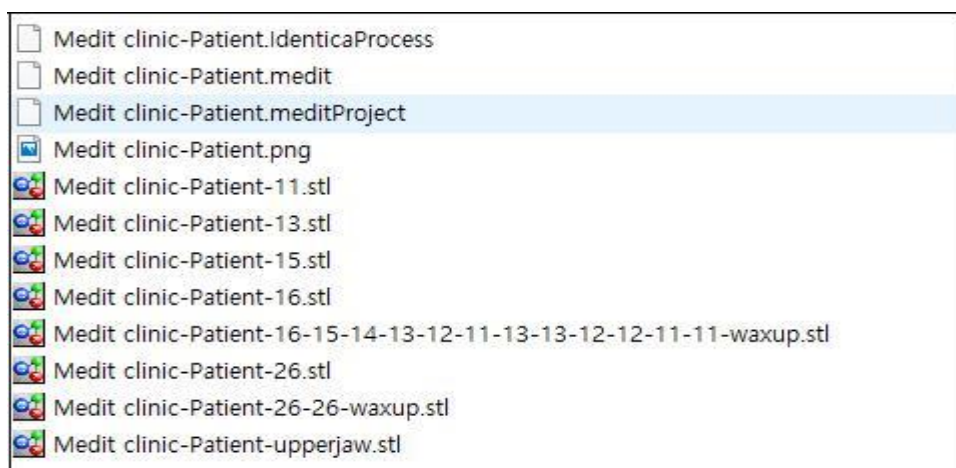 Medit clinic-Patient.IdenticaProcess
Medit clinic-Patient.medit
Medit clinic-Patient.meditProject
Medit clinic-Patient.png
Medit clinic-Patient-11.stl
Medit clinic-Patient-13.stl
Medit clinic-Patient-15.stl
Medit clinic-Patient-16.stl
Medit clinic-Patient-16-15-14-13-12-11-13-13-12-12-11-11-waxup.stl
Medit clinic-Patient-26.stl
Medit clinic-Patient-26-26-waxup.stl
Medit clinic-Patient-upperjaw.stl